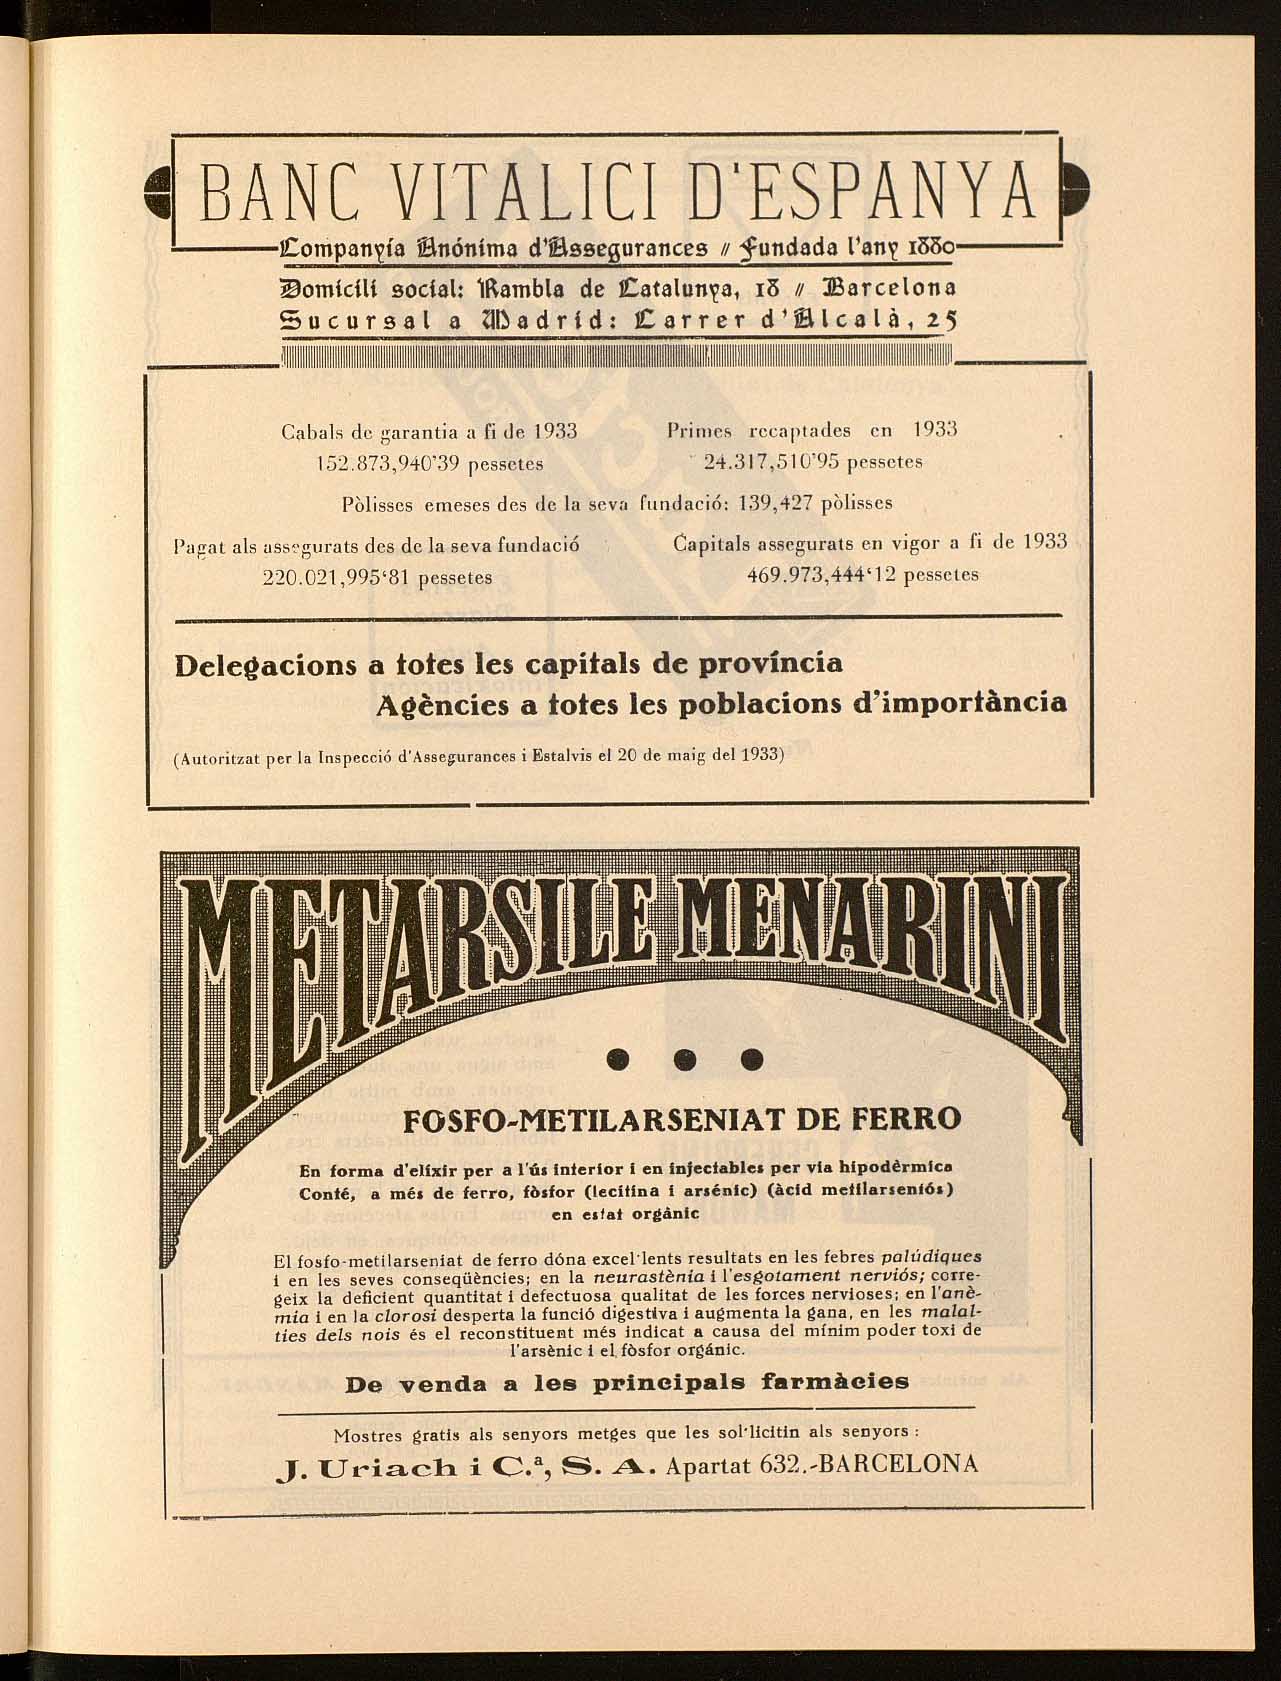 BANC VITALICI D'ESPANYA
Companyia Anónima d'Assegurances // Fundada l'any 1880
Domicili social: Rambla de Catalunya, 18 // Barcelona
Sucursal a Madrid: Carrer d'Alcalà, 25
Cabals de garantia a fi de 1933
152.873,940'39 pessetes
Primes recaptades en 1933
24.317,510'95 pessetes
Pòlisses emeses des de la seva fundació: 139,427 pòlisses
Pagat als assegurats des de la seva fundació
220.021,995‘81 pessetes
Capitals assegurats en vigor a fi de 1933
469.973,444‘12 pessetes
Delegacions a totes les capitals de província
Agències a totes les poblacions d'importància
(Autoritzat per la Inspecció d'Assegurances i Estalvis el 20 de maig del 1933)
METARSILE MENARINI
FOSFO-METILARSENIAT DE FERRO
En forma d'elixir per a l'ús interior i en injectables per via hipodèrmica
Conté, a més de ferro, fòsfor (lecitina i arsénic) (àcid metilarseniós)
en estat orgànic
El fosfo-metilarseniat de ferro dóna excel·lents resultats en les febres palúdiques
i en les seves conseqüències; en la neurastènia i l'esgotament nerviós; corre-
geix la deficient quantitat i defectuosa qualitat de les forces nervioses; en l'anè-
mia i en la clorosi desperta la funció digestiva i augmenta la gana, en les malal-
ties dels nois és el reconstituent més indicat a causa del mínim poder toxi de
l'arsènic i el fòsfor orgánic.
De venda a les principals farmàcies
Mostres gratis als senyors metges que les sol·licitin als senyors :
J. Uriach i C.ª, S. A. Apartat 632.-BARCELONA